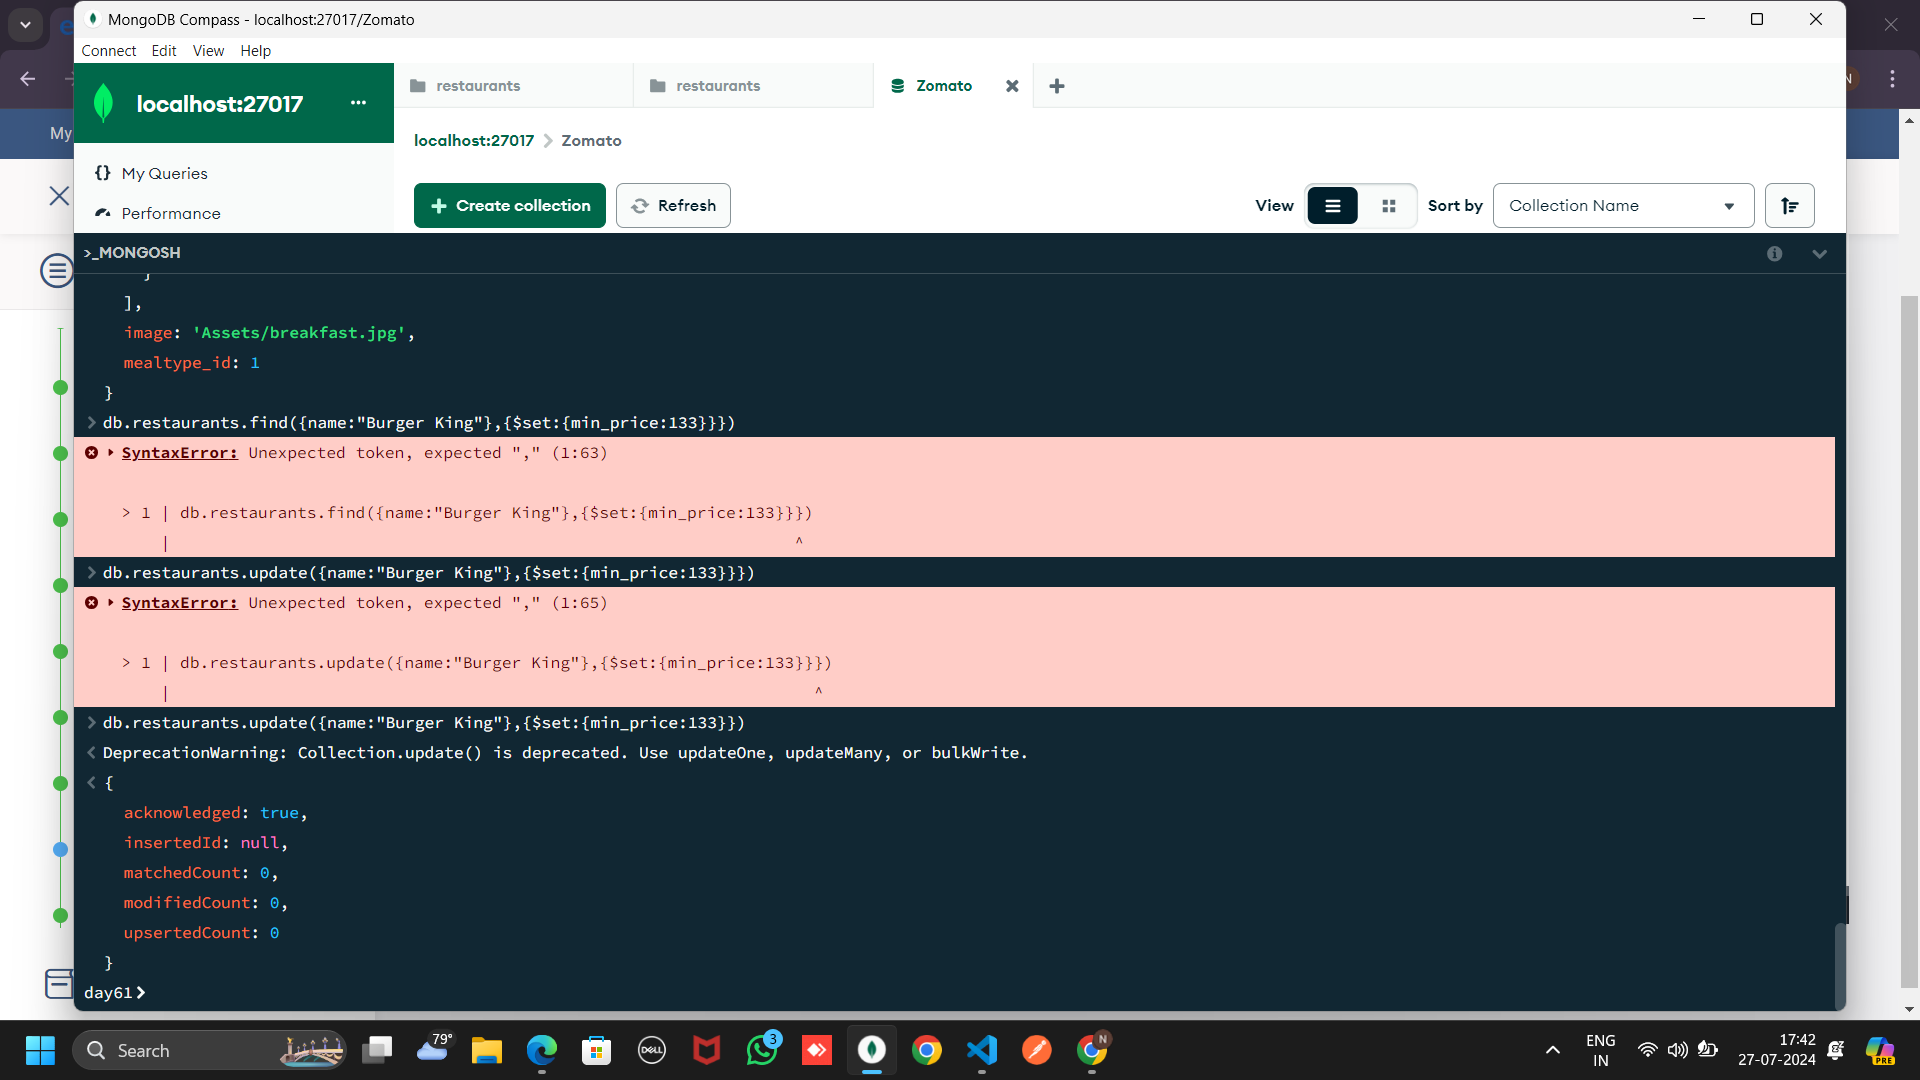 MongoDB Compass - localhost:27017/Zomato
Connect Edit View Help
localhost:27017 ···
restaurants
restaurants
Zomato
My
localhost:27017 > Zomato
{} My Queries
Performance
+ Create collection
Refresh
View
Sort by
Collection Name
>_MONGOSH
}
],
image: 'Assets/breakfast.jpg',
mealtype_id: 1
}
> db.restaurants.find({name:"Burger King"},{$set:{min_price:133}}})
SyntaxError: Unexpected token, expected "," (1:63)
> 1 | db.restaurants.find({name:"Burger King"},{$set:{min_price:133}}})
| ^
> db.restaurants.update({name:"Burger King"},{$set:{min_price:133}}})
SyntaxError: Unexpected token, expected "," (1:65)
> 1 | db.restaurants.update({name:"Burger King"},{$set:{min_price:133}}})
| ^
> db.restaurants.update({name:"Burger King"},{$set:{min_price:133}})
< DeprecationWarning: Collection.update() is deprecated. Use updateOne, updateMany, or bulkWrite.
< {
acknowledged: true,
insertedId: null,
matchedCount: 0,
modifiedCount: 0,
upsertedCount: 0
}
day61>
Search
79°
DELL
3
N
ENG
IN
17:42
27-07-2024
PRE